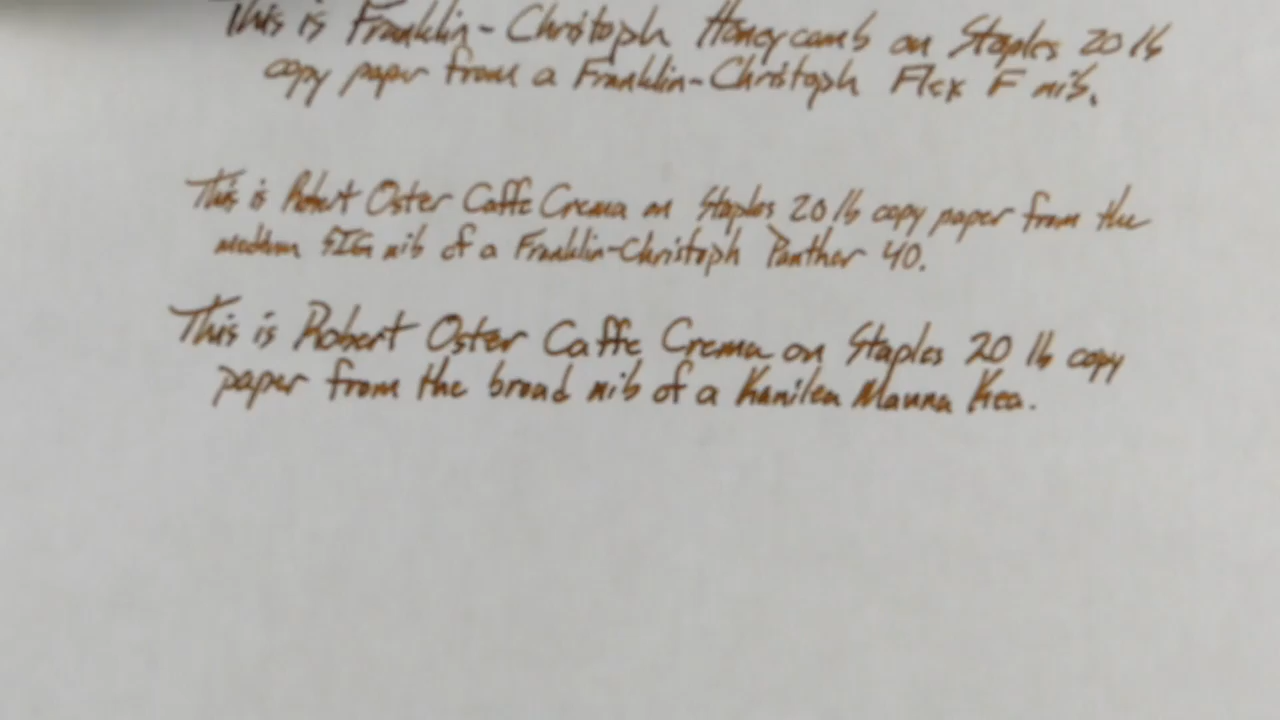 This is Franklin-Christoph Honeycomb on Staples 20 lb
copy paper from a Franklin-Christoph Flex F nib.
This is Robert Oster Caffe Crema on Staples 20 lb copy paper from the
medium SIG nib of a Franklin-Christoph Panther 40.
This is Robert Oster Caffe Crema on Staples 20 lb copy
paper from the broad nib of a Kanilea Mauna Kea.